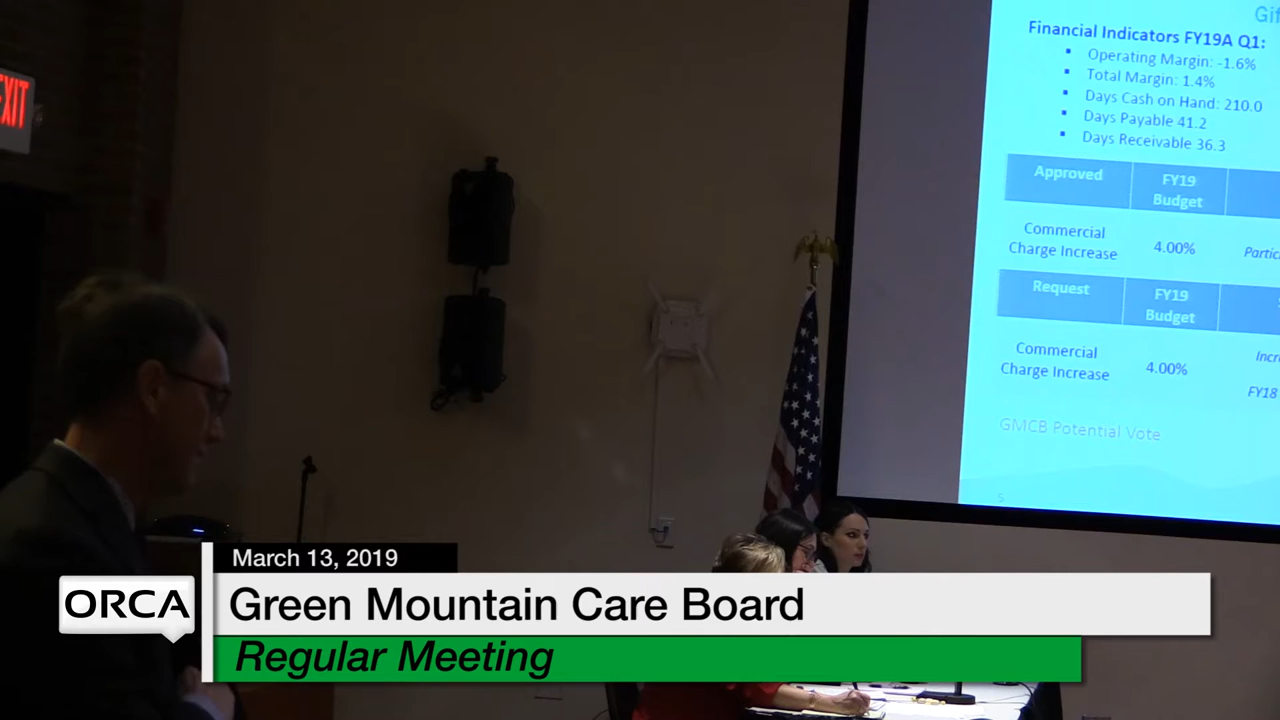 EXIT
Financial Indicators FY19A Q1:
▪ Operating Margin: -1.6%
▪ Total Margin: 1.4%
▪ Days Cash on Hand: 210.0
▪ Days Payable 41.2
▪ Days Receivable 36.3
Approved FY19
Budget
Commercial
Charge Increase 4.00%
Request FY19
Budget
Commercial
Charge Increase 4.00%
FY18
GMCB Potential Vote
5
March 13, 2019
ORCA
Green Mountain Care Board
Regular Meeting